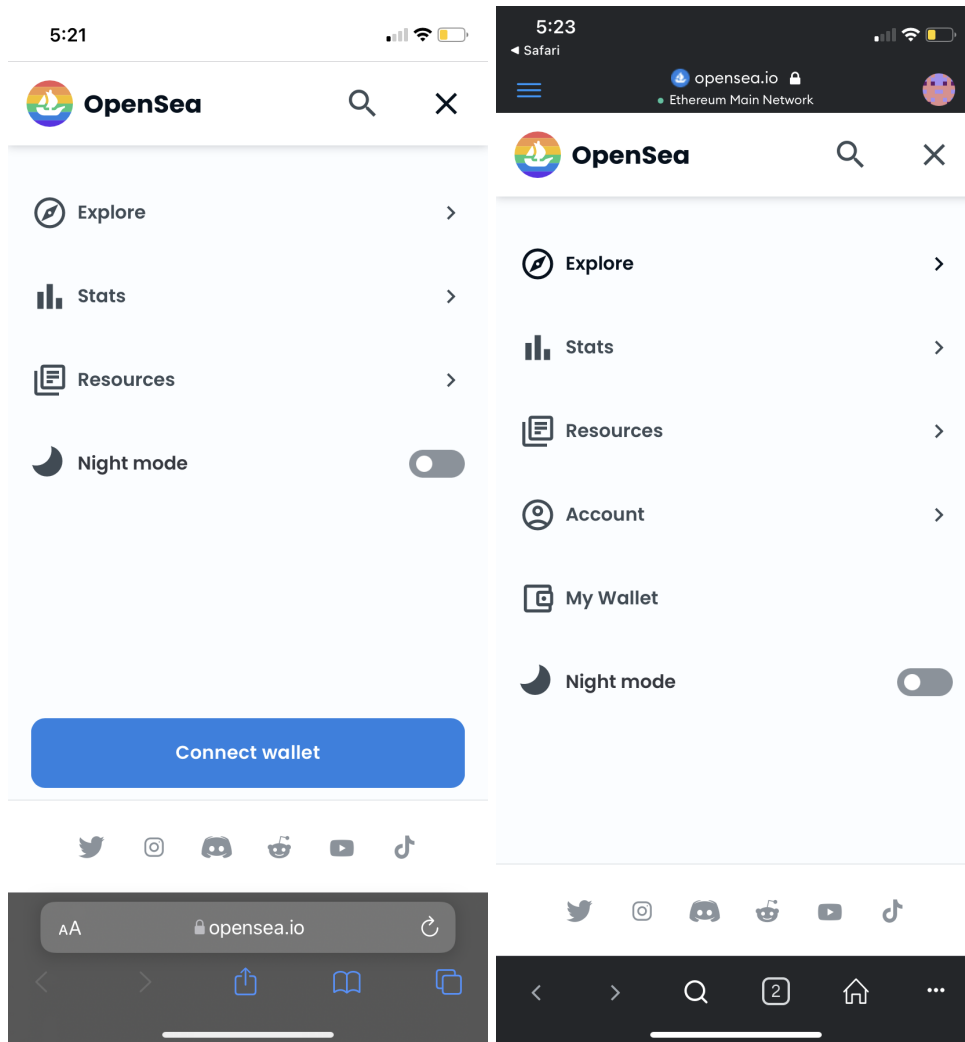 5:21
OpenSea
Explore
Stats
Resources
Night mode
Connect wallet
AA
opensea.io
5:23
◀ Safari
opensea.io
Ethereum Main Network
OpenSea
Explore
Stats
Resources
Account
My Wallet
Night mode
2